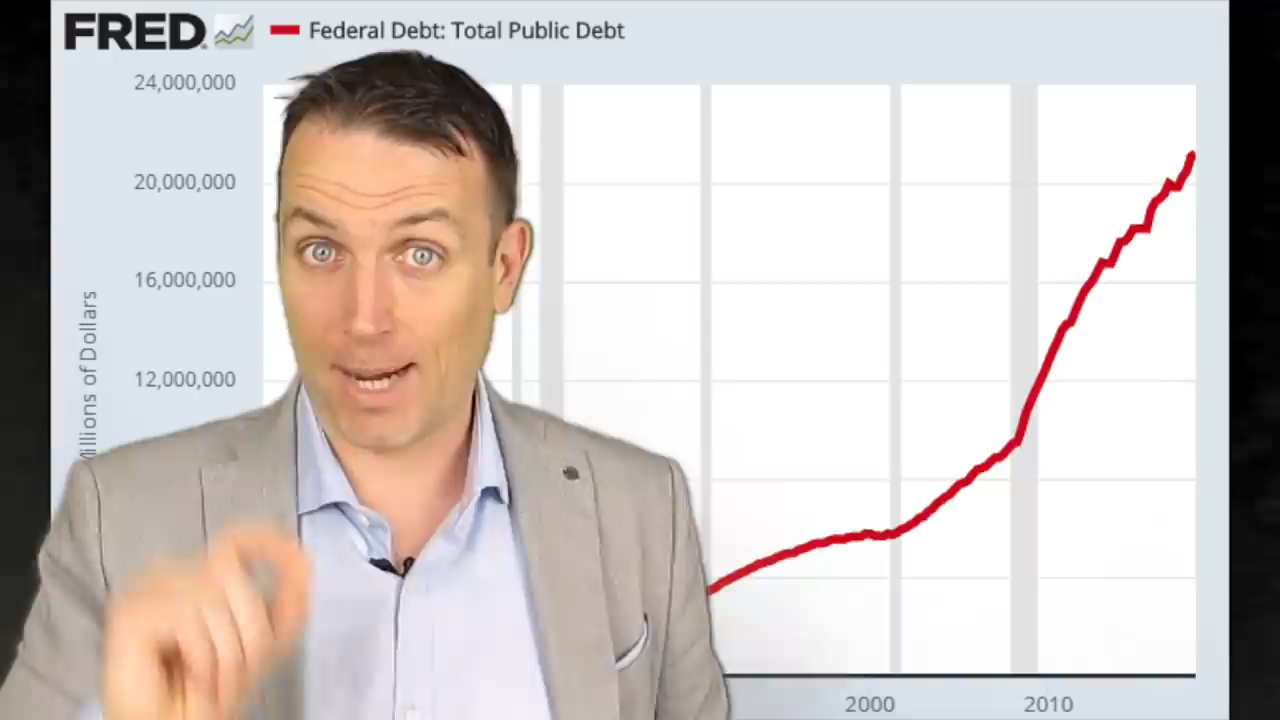 FRED
Federal Debt: Total Public Debt
24,000,000
20,000,000
16,000,000
12,000,000
of Dollars
2000
2010